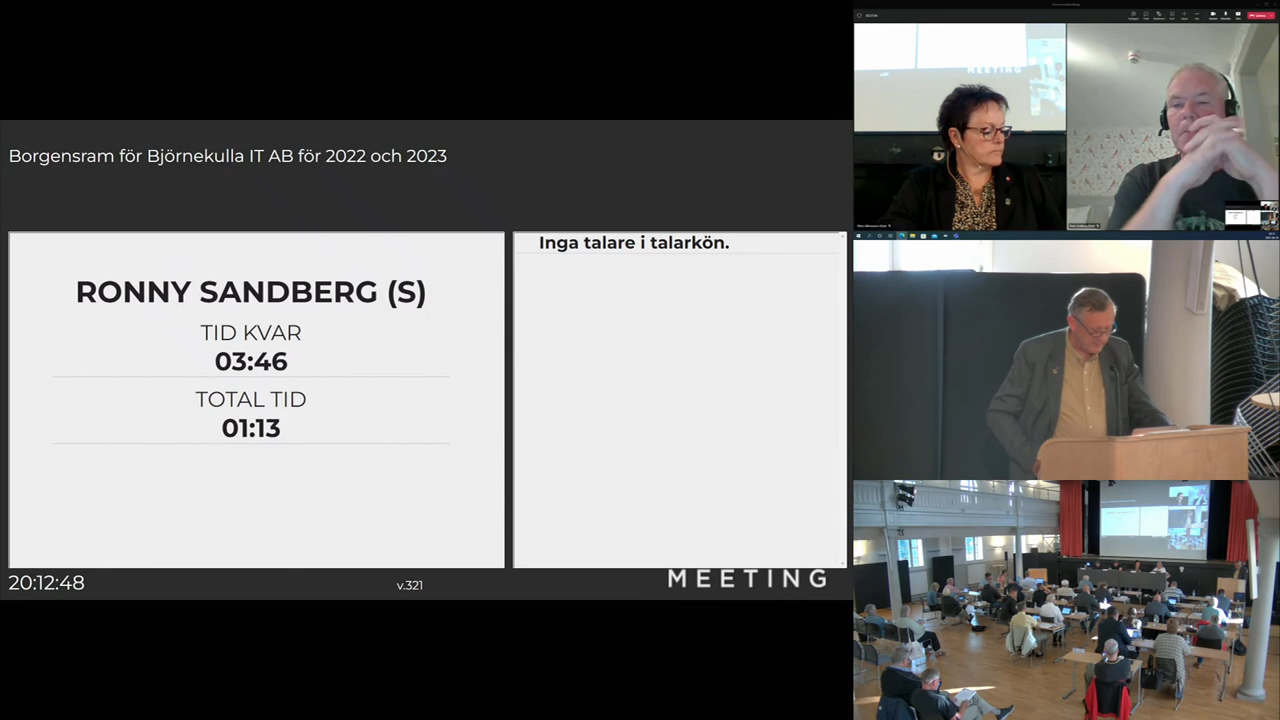 Borgensram för Björnekulla IT AB för 2022 och 2023
RONNY SANDBERG (S)
TID KVAR
03:46
TOTAL TID
01:13
Inga talare i talarkön.
20:12:48
v.321
MEETING
MEETING